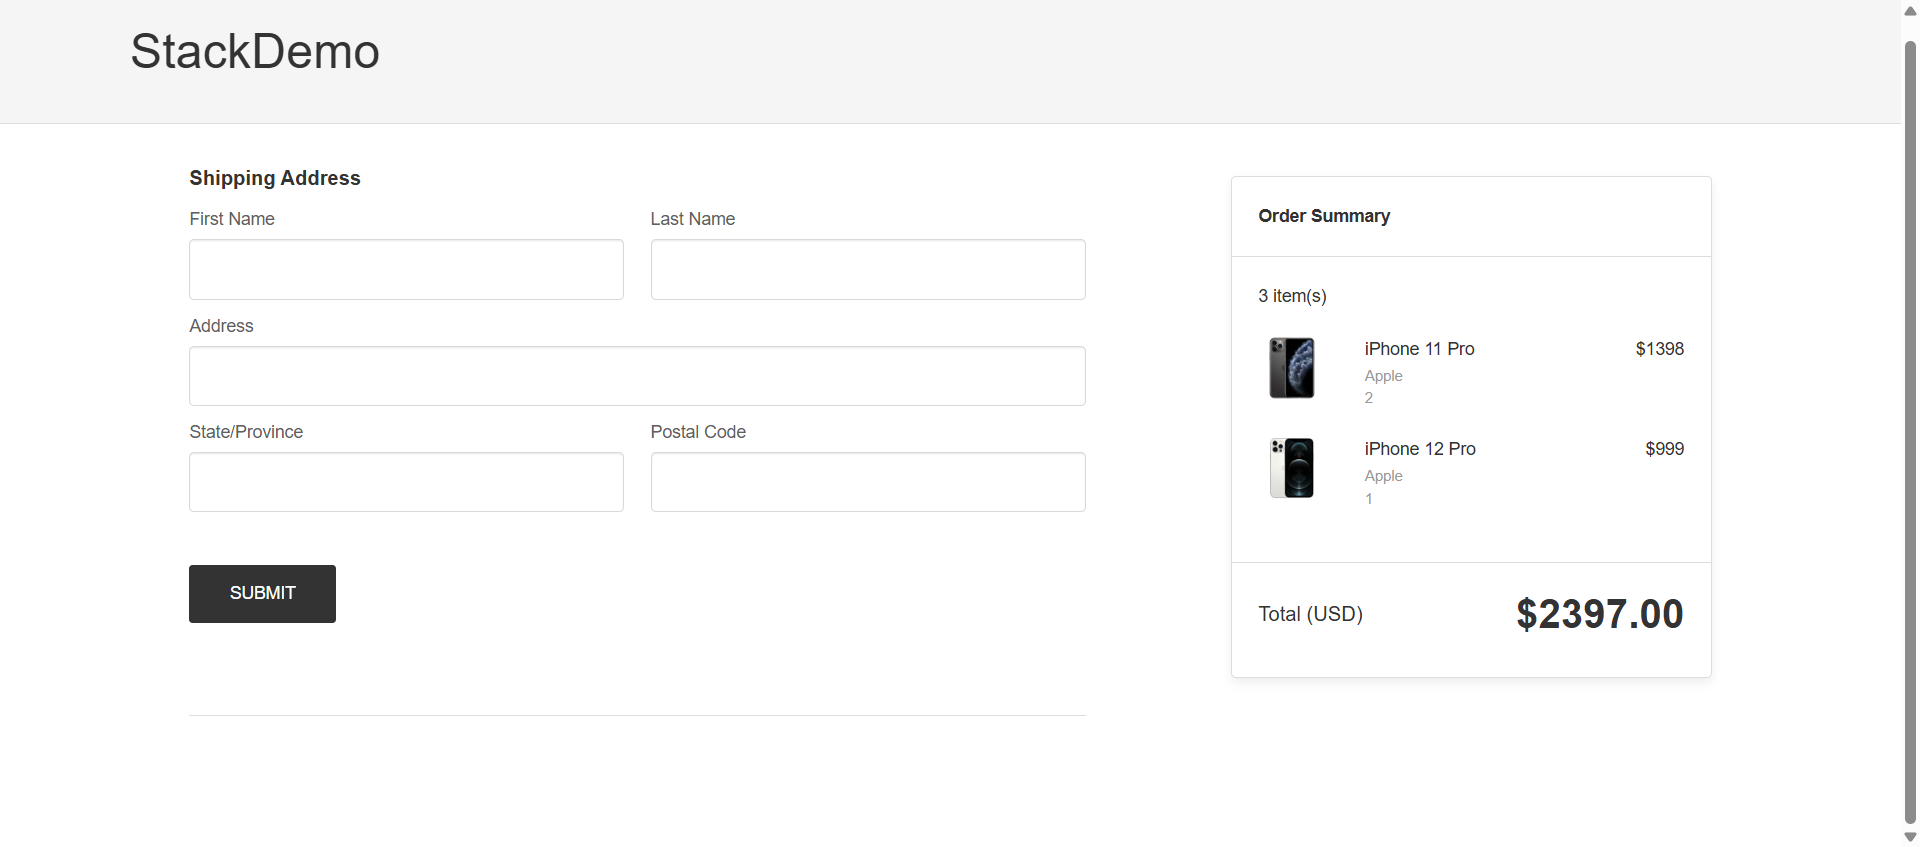 StackDemo
Shipping Address
First Name
Last Name
Address
State/Province
Postal Code
SUBMIT
Order Summary
3 item(s)
iPhone 11 Pro
$1398
Apple
2
iPhone 12 Pro
$999
Apple
1
Total (USD)
$2397.00